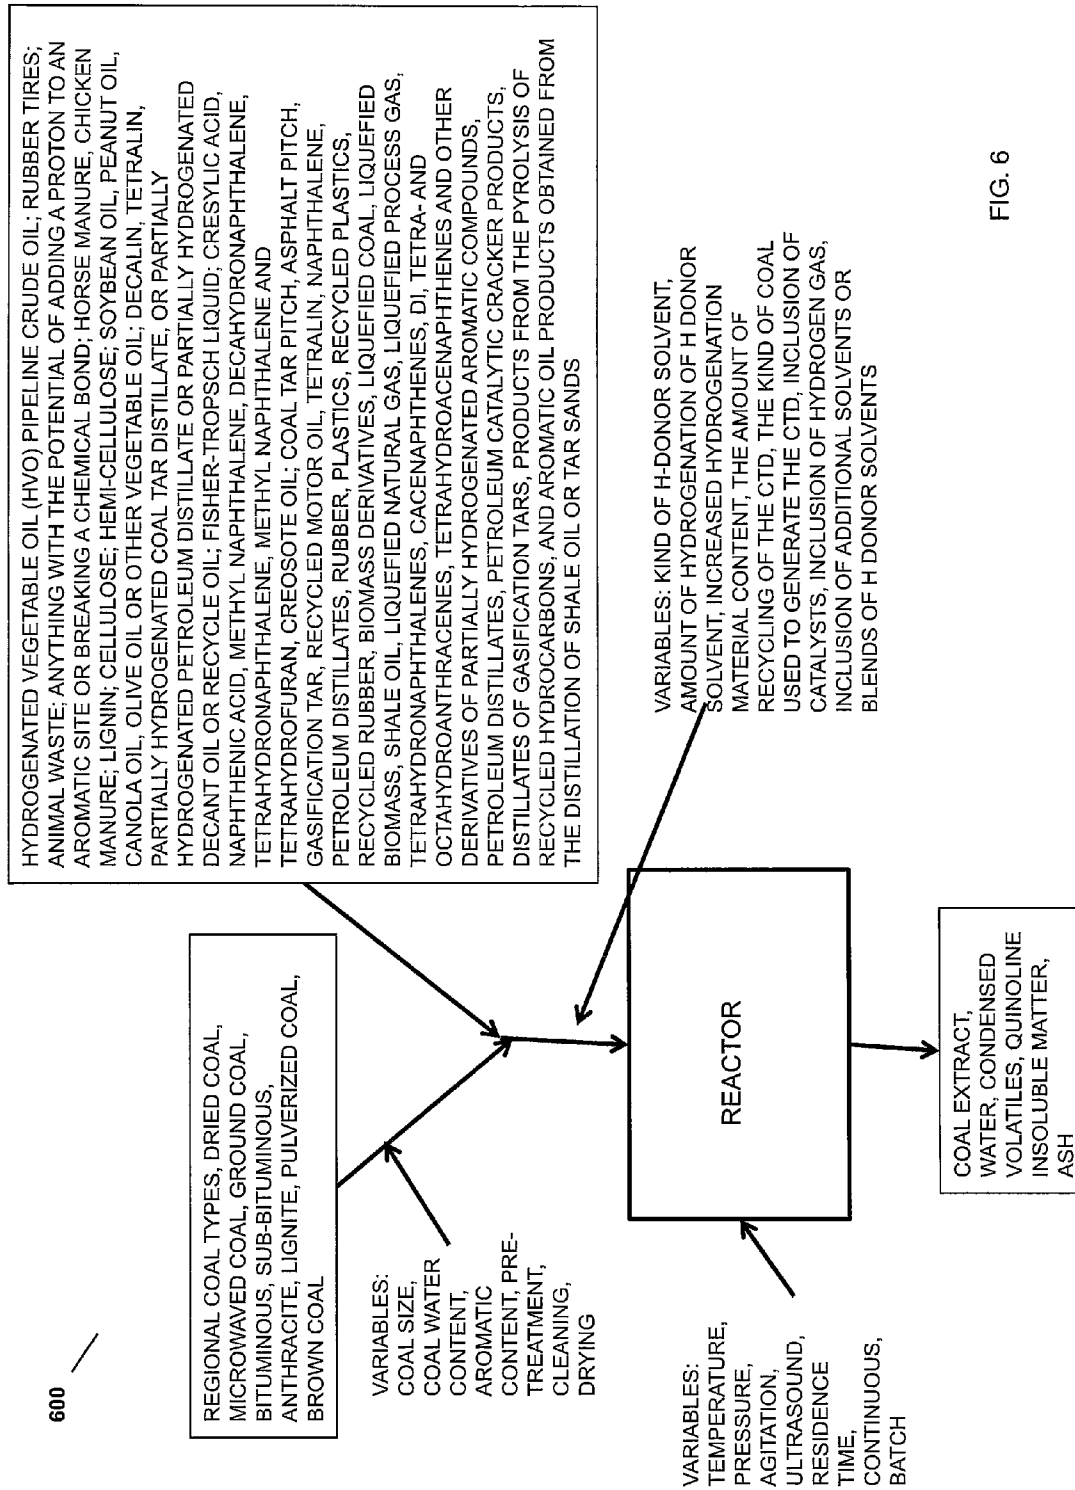 600
REGIONAL COAL TYPES, DRIED COAL,
MICROWAVED COAL, GROUND COAL,
BITUMINOUS, SUB-BITUMINOUS,
ANTHRACITE, LIGNITE, PULVERIZED COAL,
BROWN COAL
HYDROGENATED VEGETABLE OIL (HVO) PIPELINE CRUDE OIL; RUBBER TIRES;
ANIMAL WASTE; ANYTHING WITH THE POTENTIAL OF ADDING A PROTON TO AN
AROMATIC SITE OR BREAKING A CHEMICAL BOND; HORSE MANURE, CHICKEN
MANURE; LIGNIN; CELLULOSE; HEMI-CELLULOSE; SOYBEAN OIL, PEANUT OIL,
CANOLA OIL, OLIVE OIL OR OTHER VEGETABLE OIL; DECALIN, TETRALIN,
PARTIALLY HYDROGENATED COAL TAR DISTILLATE, OR PARTIALLY
HYDROGENATED PETROLEUM DISTILLATE OR PARTIALLY HYDROGENATED
DECANT OIL OR RECYCLE OIL; FISHER-TROPSCH LIQUID; CRESYLIC ACID,
NAPHTHENIC ACID, METHYL NAPHTHALENE, DECAHYDRONAPHTHALENE,
TETRAHYDRONAPHTHALENE, METHYL NAPHTHALENE AND
TETRAHYDROFURAN, CREOSOTE OIL; COAL TAR PITCH, ASPHALT PITCH,
GASIFICATION TAR, RECYCLED MOTOR OIL, TETRALIN, NAPHTHALENE,
PETROLEUM DISTILLATES, RUBBER, PLASTICS, RECYCLED PLASTICS,
RECYCLED RUBBER, BIOMASS DERIVATIVES, LIQUEFIED COAL, LIQUEFIED
BIOMASS, SHALE OIL, LIQUEFIED NATURAL GAS, LIQUEFIED PROCESS GAS,
TETRAHYDRONAPHTHALENES, CACENAPHTHENES, DI, TETRA- AND
OCTAHYDROANTHRACENES, TETRAHYDROACENAPHTHENES AND OTHER
DERIVATIVES OF PARTIALLY HYDROGENATED AROMATIC COMPOUNDS,
PETROLEUM DISTILLATES, PETROLEUM CATALYTIC CRACKER PRODUCTS,
DISTILLATES OF GASIFICATION TARS, PRODUCTS FROM THE PYROLYSIS OF
RECYCLED HYDROCARBONS, AND AROMATIC OIL PRODUCTS OBTAINED FROM
THE DISTILLATION OF SHALE OIL OR TAR SANDS
VARIABLES:
COAL SIZE,
COAL WATER
CONTENT,
AROMATIC
CONTENT, PRE-
TREATMENT,
CLEANING,
DRYING
VARIABLES: KIND OF H-DONOR SOLVENT,
AMOUNT OF HYDROGENATION OF H DONOR
SOLVENT, INCREASED HYDROGENATION
MATERIAL CONTENT, THE AMOUNT OF
RECYCLING OF THE CTD, THE KIND OF COAL
USED TO GENERATE THE CTD, INCLUSION OF
CATALYSTS, INCLUSION OF HYDROGEN GAS,
INCLUSION OF ADDITIONAL SOLVENTS OR
BLENDS OF H DONOR SOLVENTS
VARIABLES:
TEMPERATURE,
PRESSURE,
AGITATION,
ULTRASOUND,
RESIDENCE
TIME,
CONTINUOUS,
BATCH
REACTOR
COAL EXTRACT,
WATER, CONDENSED
VOLATILES, QUINOLINE
INSOLUBLE MATTER,
ASH
FIG. 6